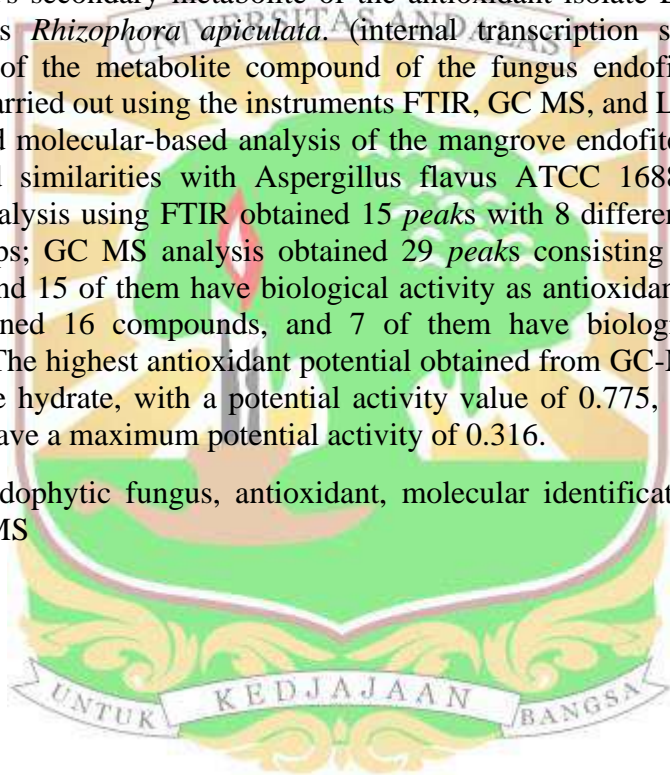 s secondary metabolite of the antioxidant isolate
UNIVERSITAS ANDALAS
s Rhizophora apiculata. (internal transcription s
of the metabolite compound of the fungus endofi
arried out using the instruments FTIR, GC MS, and L
d molecular-based analysis of the mangrove endofite
l similarities with Aspergillus flavus ATCC 1688
alysis using FTIR obtained 15 peaks with 8 differen
ps; GC MS analysis obtained 29 peaks consisting
nd 15 of them have biological activity as antioxidan
ned 16 compounds, and 7 of them have biolog
The highest antioxidant potential obtained from GC-M
e hydrate, with a potential activity value of 0.775,
ave a maximum potential activity of 0.316.
dophytic fungus, antioxidant, molecular identificat
MS
UNTUK KEDJAJAAN BANGSA